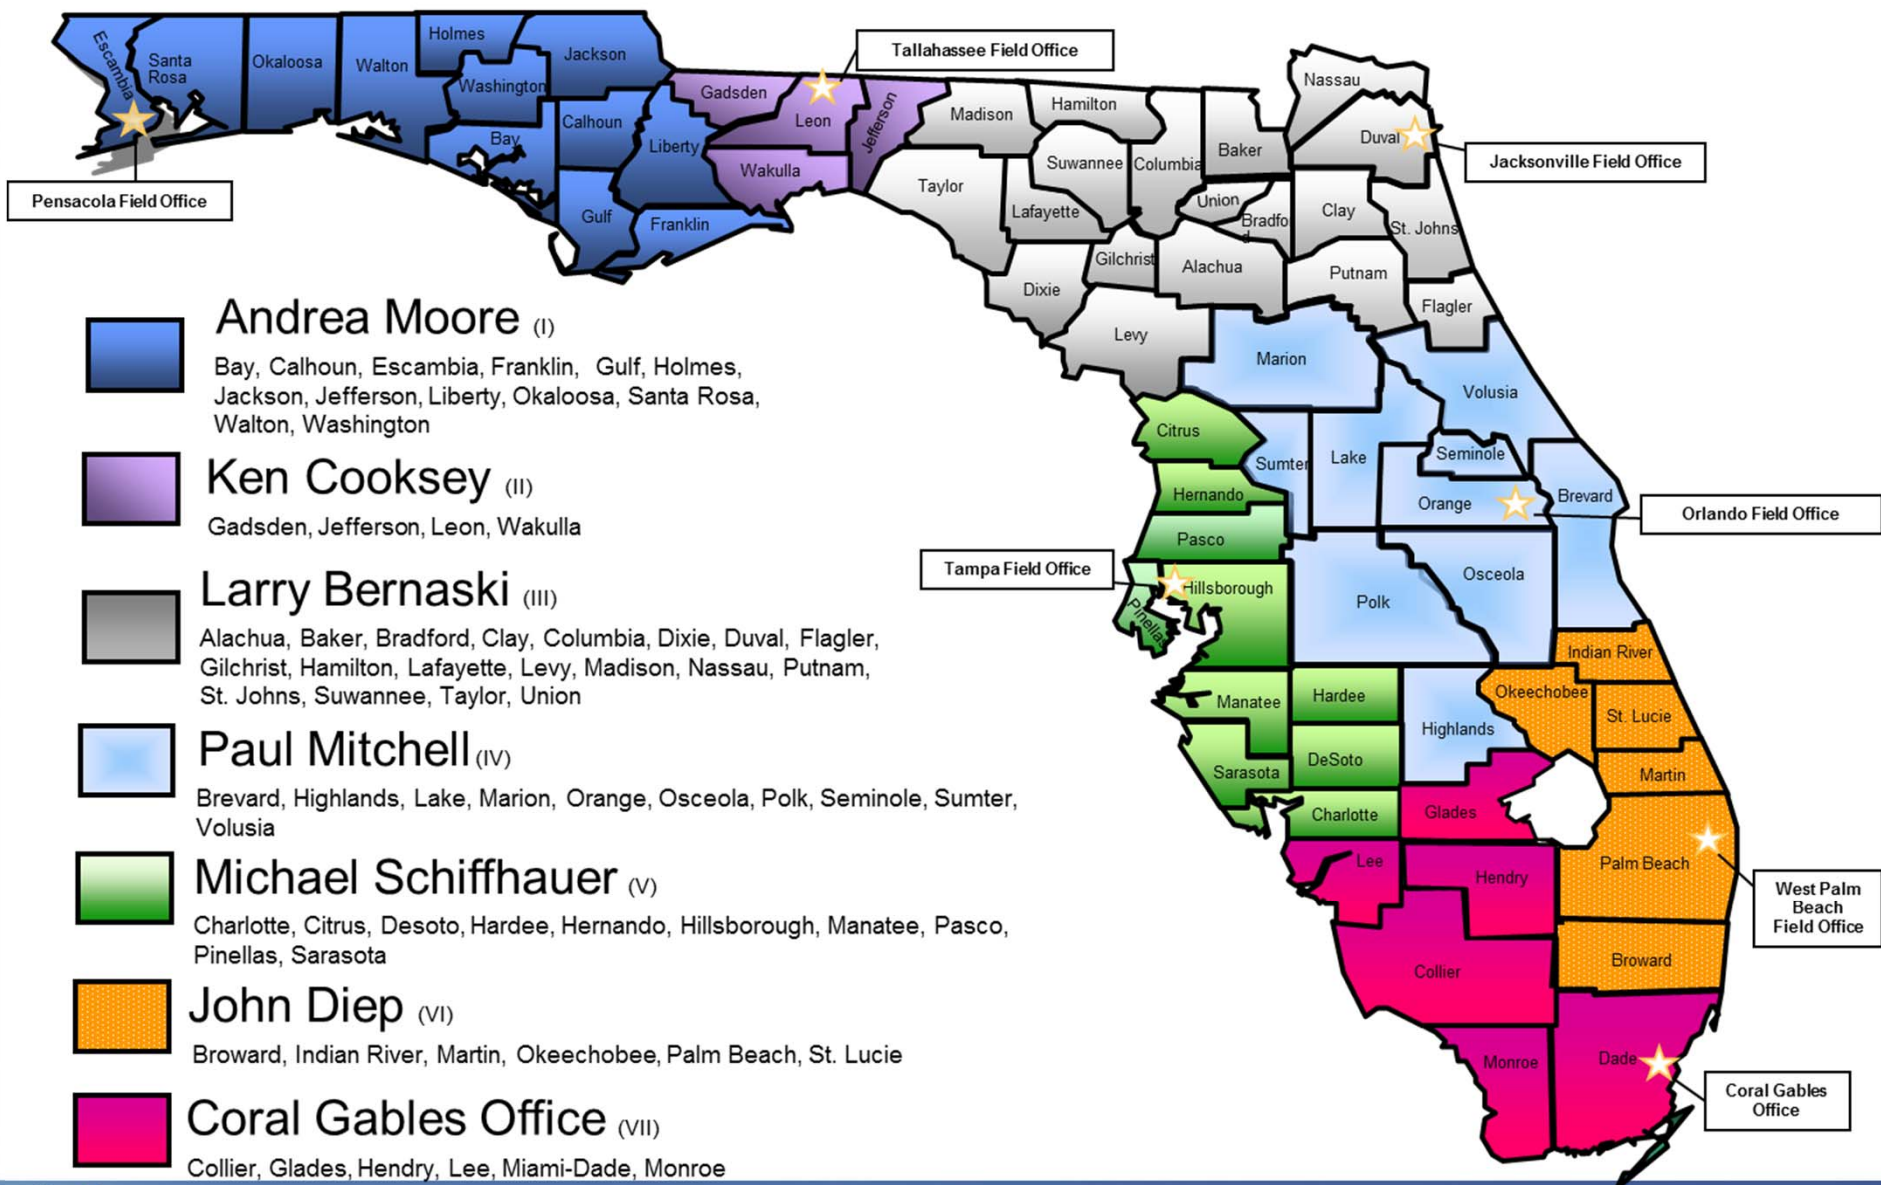 Escambia
Santa
Rosa
Okaloosa
Walton
Holmes
Washington
Jackson
Bay
Calhoun
Gulf
Liberty
Franklin
Gadsden
Leon
Jefferson
Wakulla
Tallahassee Field Office
Pensacola Field Office
Madison
Hamilton
Taylor
Suwannee
Lafayette
Columbia
Baker
Nassau
Duval
Jacksonville Field Office
Union
Bradfo
d
Clay
St. Johns
Dixie
Gilchrist
Alachua
Putnam
Flagler
Levy
Marion
Volusia
Citrus
Sumter
Lake
Seminole
Orange
Brevard
Orlando Field Office
Hernando
Pasco
Tampa Field Office
Pinellas
Hillsborough
Polk
Osceola
Indian River
Manatee
Hardee
Highlands
Okeechobee
St. Lucie
Sarasota
DeSoto
Martin
Charlotte
Glades
Lee
Hendry
Palm Beach
West Palm
Beach
Field Office
Collier
Broward
Monroe
Dade
Coral Gables
Office
Andrea Moore (I)
Bay, Calhoun, Escambia, Franklin, Gulf, Holmes,
Jackson, Jefferson, Liberty, Okaloosa, Santa Rosa,
Walton, Washington
Ken Cooksey (II)
Gadsden, Jefferson, Leon, Wakulla
Larry Bernaski (III)
Alachua, Baker, Bradford, Clay, Columbia, Dixie, Duval, Flagler,
Gilchrist, Hamilton, Lafayette, Levy, Madison, Nassau, Putnam,
St. Johns, Suwannee, Taylor, Union
Paul Mitchell (IV)
Brevard, Highlands, Lake, Marion, Orange, Osceola, Polk, Seminole, Sumter,
Volusia
Michael Schiffhauer (V)
Charlotte, Citrus, Desoto, Hardee, Hernando, Hillsborough, Manatee, Pasco,
Pinellas, Sarasota
John Diep (VI)
Broward, Indian River, Martin, Okeechobee, Palm Beach, St. Lucie
Coral Gables Office (VII)
Collier, Glades, Hendry, Lee, Miami-Dade, Monroe